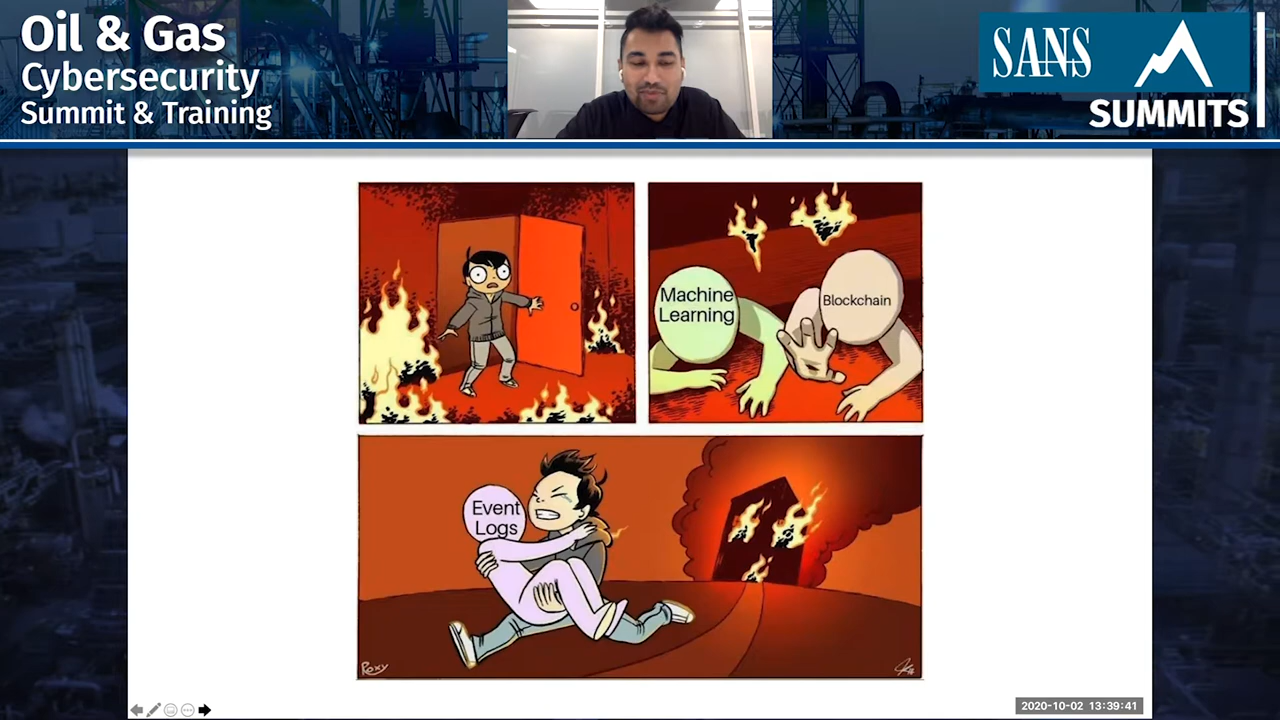 Oil & Gas
Cybersecurity
Summit & Training
SANS
SUMMITS
Machine
Learning
Blockchain
Event
Logs
Roxy
2020-10-02 13:39:41